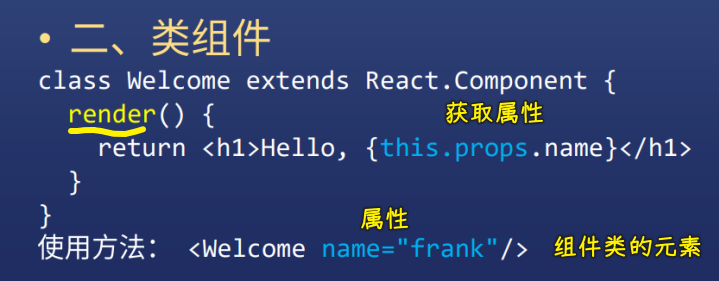 • 二、类组件
class Welcome extends React.Component {
render() {
获取属性
return <h1>Hello, {this.props.name}</h1>
}
}
属性
使用方法： <Welcome name="frank"/> 组件类的元素